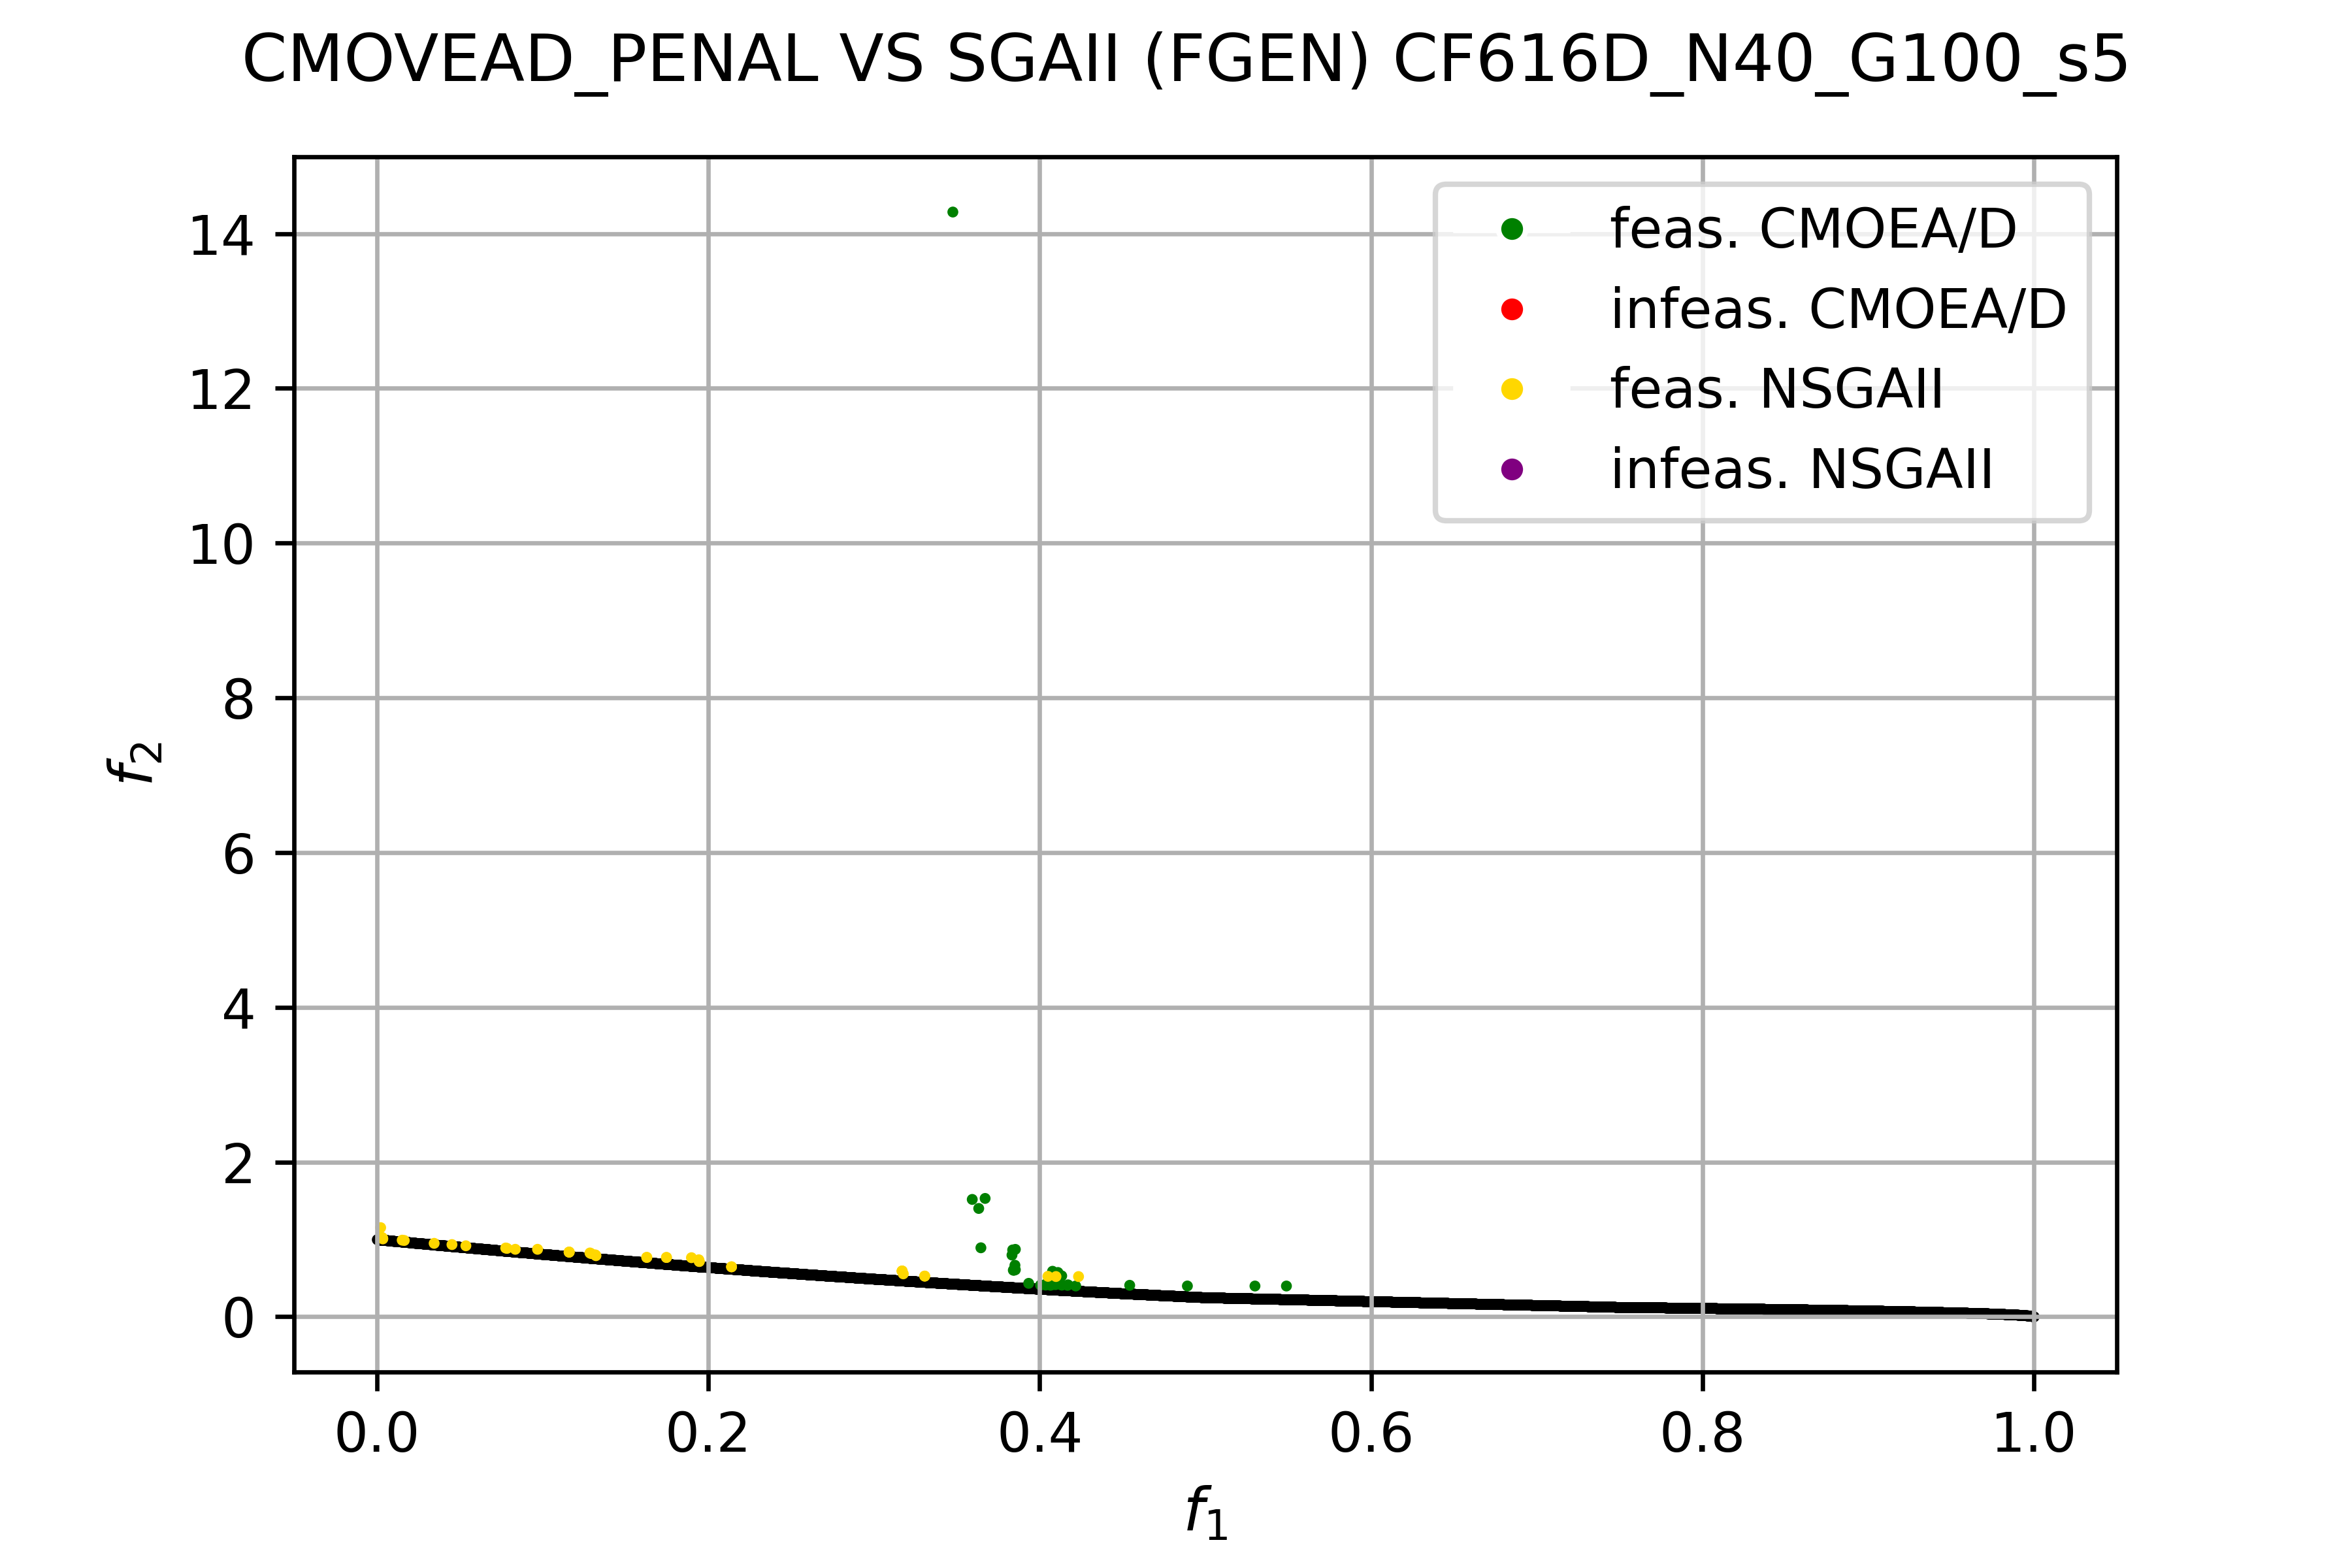 CMOVEAD_PENAL VS SGAII (FGEN) CF616D_N40_G100_s5
feas. CMOEA/D
infeas. CMOEA/D
feas. NSGAII
infeas. NSGAII
14
12
10
8
6
4
2
0
f2
0.0 0.2 0.4 0.6 0.8 1.0
f1